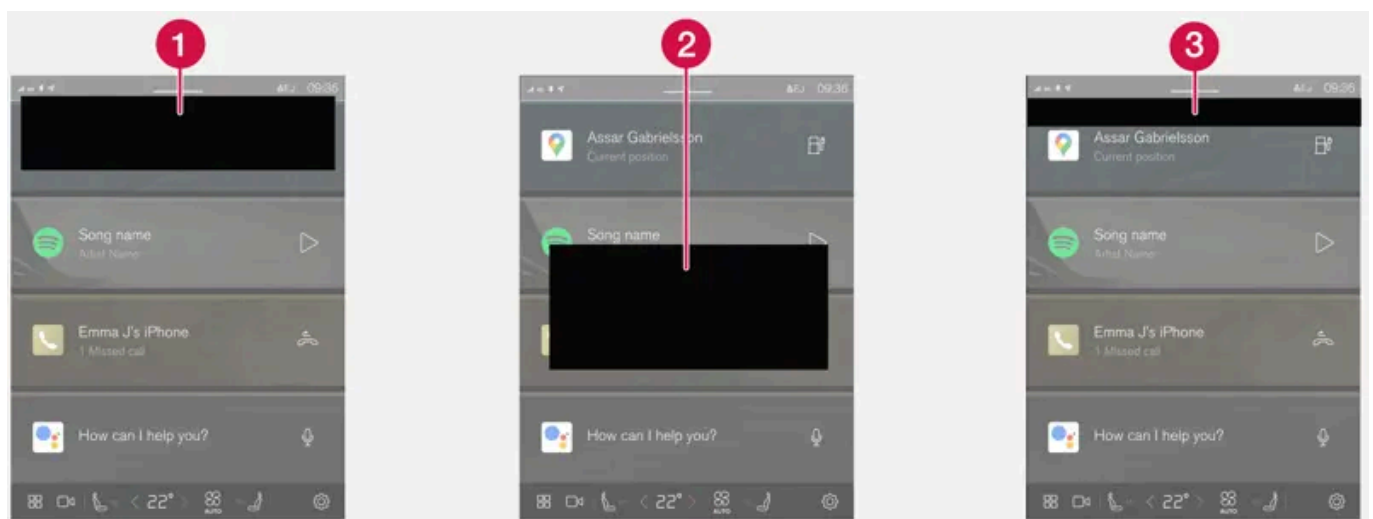 1
2
3
09:36
Song name
Artist Name
Emma J's iPhone
1 Missed call
How can I help you?
22°
AUTO
09:36
Assar Gabrielsson
Current position
Song name
How can I help you?
22°
AUTO
09:36
Assar Gabrielsson
Current position
Song name
Artist Name
Emma J's iPhone
1 Missed call
How can I help you?
22°
AUTO